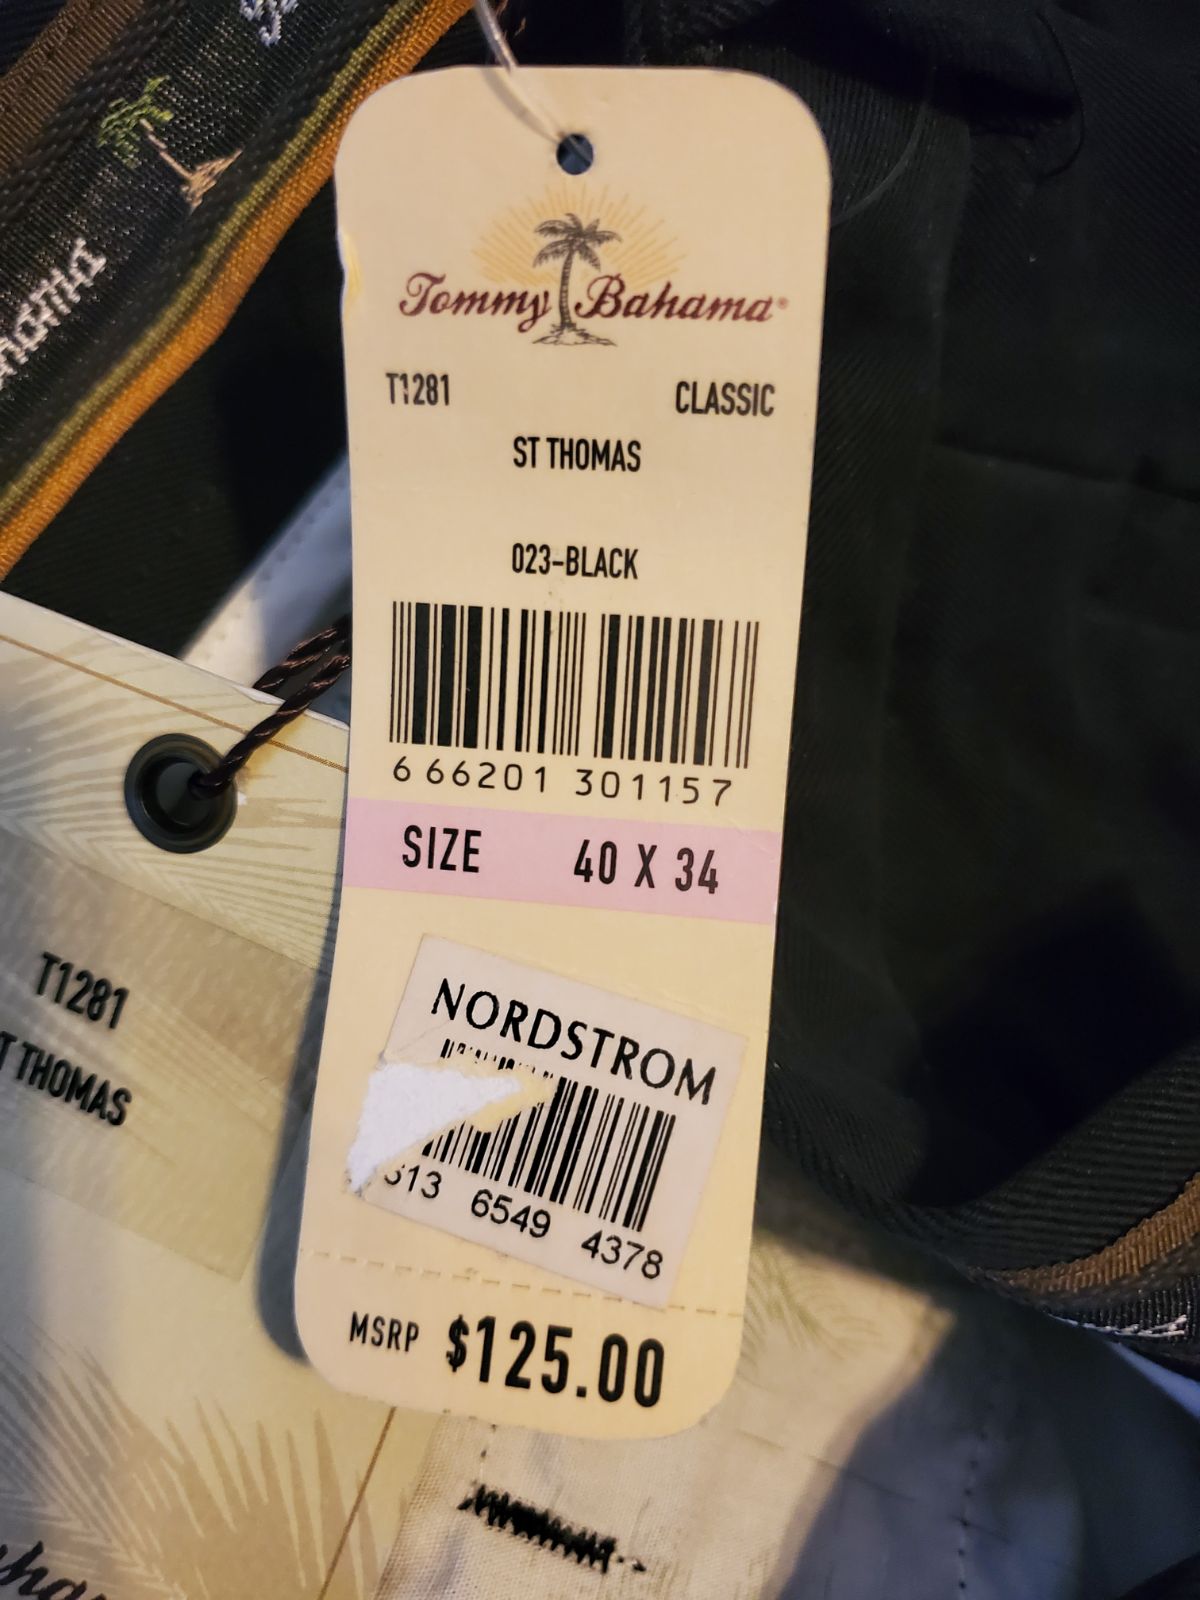 Tommy Bahama®
T1281 CLASSIC
ST THOMAS
023-BLACK
6 66201 301157
SIZE 40 X 34
NORDSTROM
313 6549 4378
MSRP $125.00
T1281
T THOMAS